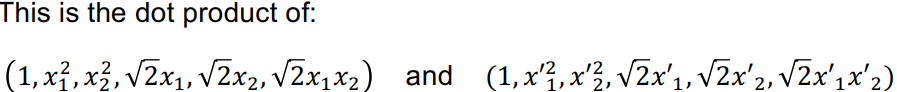 This is the dot product of:
(1, x₁², x₂², √2x₁, √2x₂, √2x₁x₂) and (1, x′₁², x′₂², √2x′₁, √2x′₂, √2x′₁x′₂)